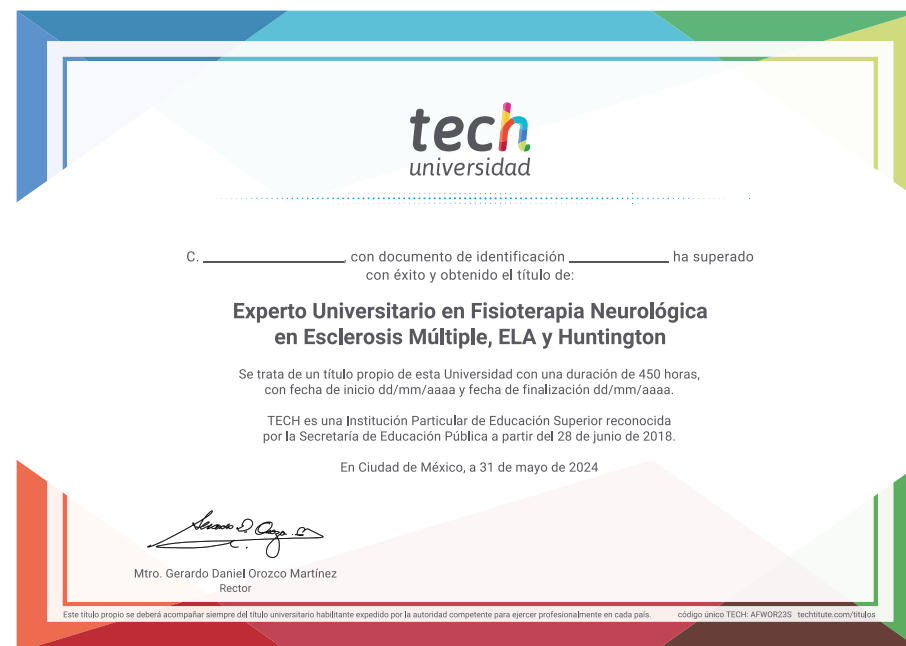 tech
universidad
C. ____________, con documento de identificación ____________ ha superado
con éxito y obtenido el título de:
Experto Universitario en Fisioterapia Neurológica
en Esclerosis Múltiple, ELA y Huntington
Se trata de un título propio de esta Universidad con una duración de 450 horas,
con fecha de inicio dd/mm/aaaa y fecha de finalización dd/mm/aaaa.
TECH es una Institución Particular de Educación Superior reconocida
por la Secretaría de Educación Pública a partir del 28 de junio de 2018.
En Ciudad de México, a 31 de mayo de 2024
Mtro. Gerardo Daniel Orozco Martínez
Rector
Este título propio se deberá acompañar siempre del título universitario habilitante expedido por la autoridad competente para ejercer profesionalmente en cada país. código único TECH: AFWOR23S techtitute.com/titulos